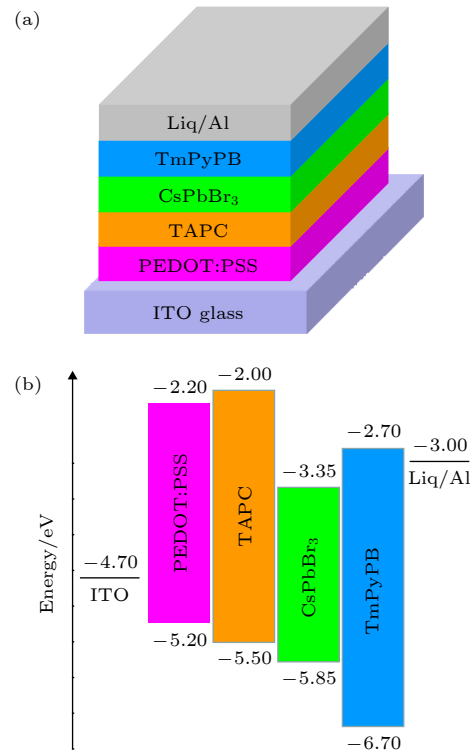 (a)
Liq/Al
TmPyPB
CsPbBr₃
TAPC
PEDOT:PSS
ITO glass
(b)
Energy/eV
−4.70
ITO
−2.20
PEDOT:PSS
−5.20
−2.00
TAPC
−5.50
−3.35
CsPbBr₃
−5.85
−2.70
TmPyPB
−6.70
−3.00
Liq/Al